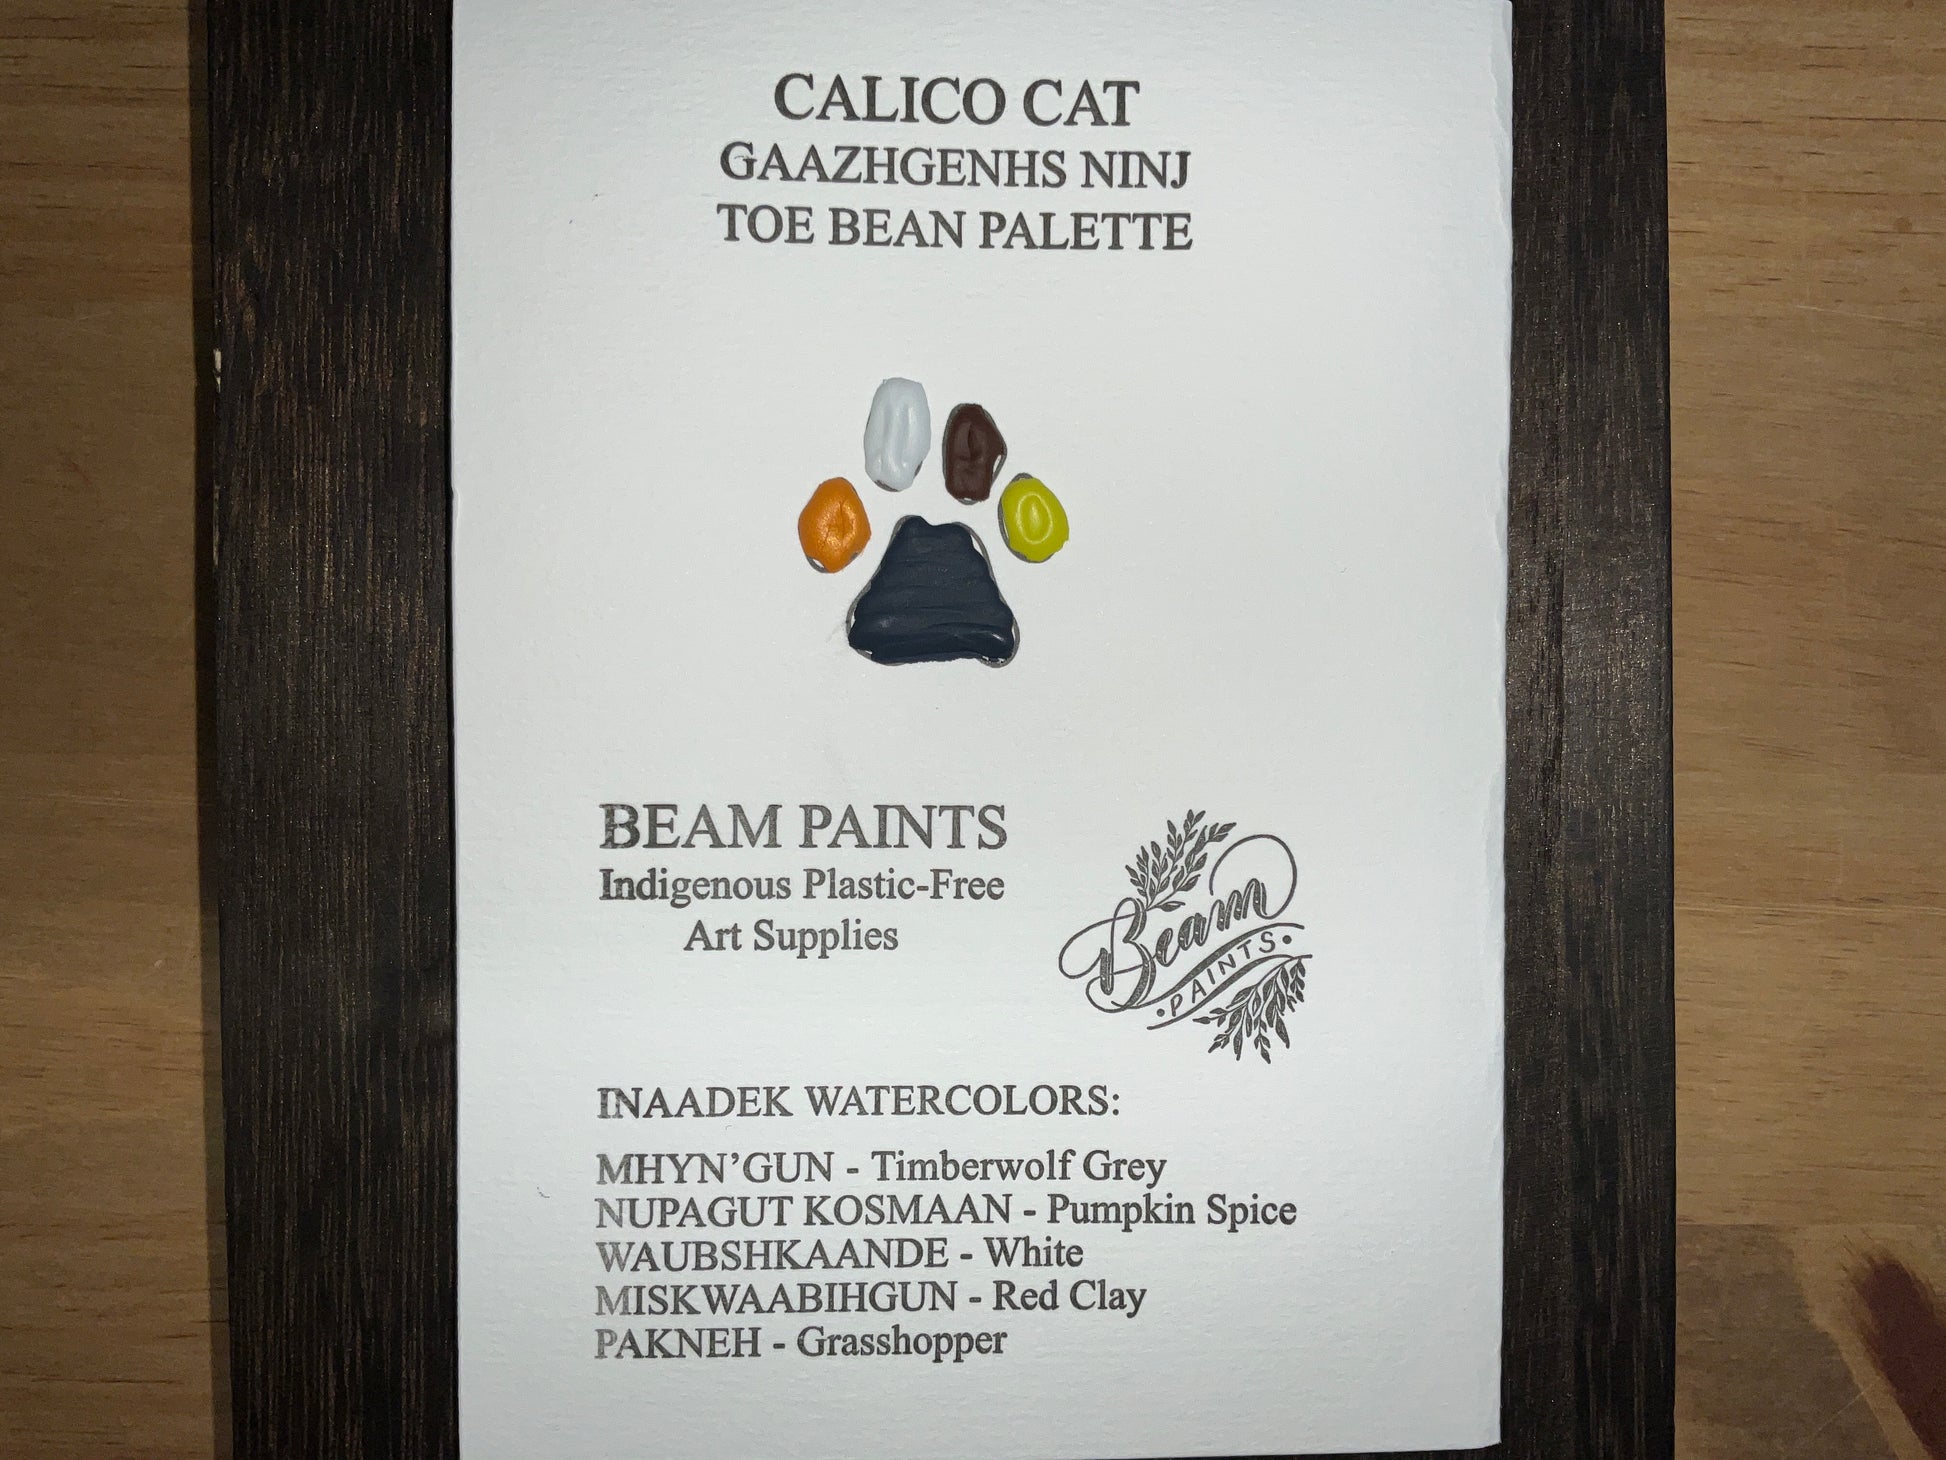 CALICO CAT
GAAZHGENHS NINJ
TOE BEAN PALETTE
BEAM PAINTS
Indigenous Plastic-Free
Art Supplies
Beam
• PAINTS •
INAADEK WATERCOLORS:
MHYN’GUN - Timberwolf Grey
NUPAGUT KOSMAAN - Pumpkin Spice
WAUBSHKAANDE - White
MISKWAABIHGUN - Red Clay
PAKNEH - Grasshopper